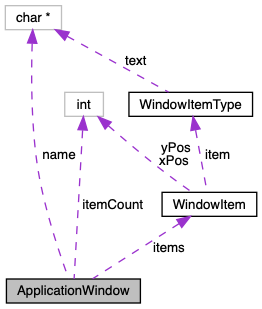 char *
text
int
WindowItemType
yPos
xPos
name
item
itemCount
WindowItem
items
ApplicationWindow